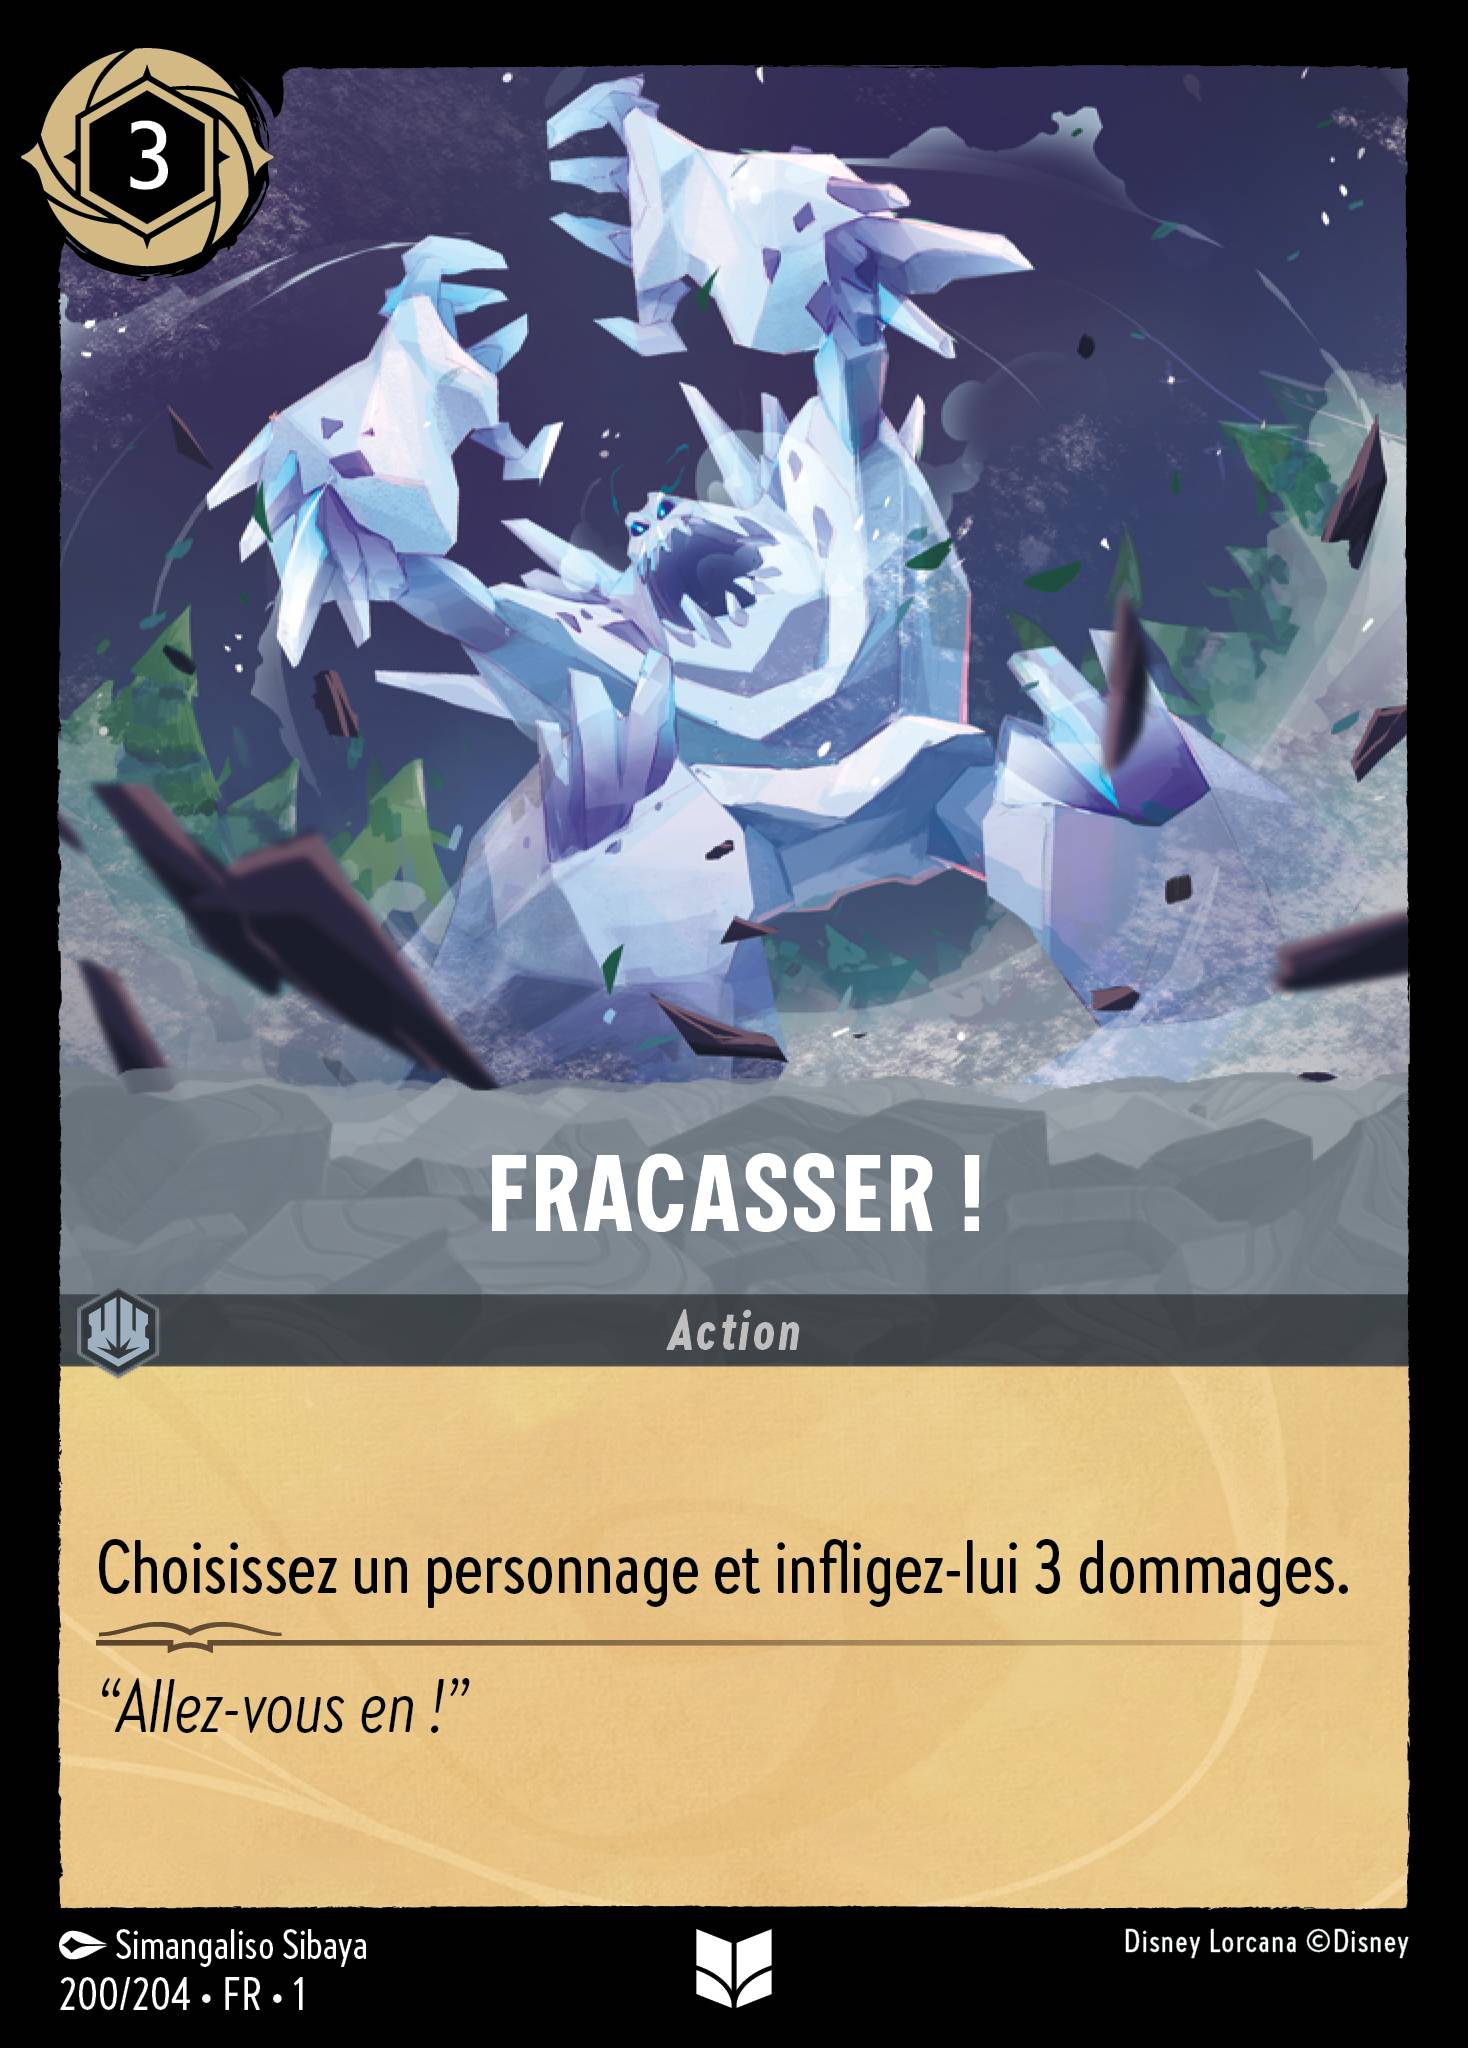 3
FRACASSER !
Action
Choisissez un personnage et infligez-lui 3 dommages.
“Allez-vous en !”
Simangaliso Sibaya
Disney Lorcana ©Disney
200/204 • FR • 1